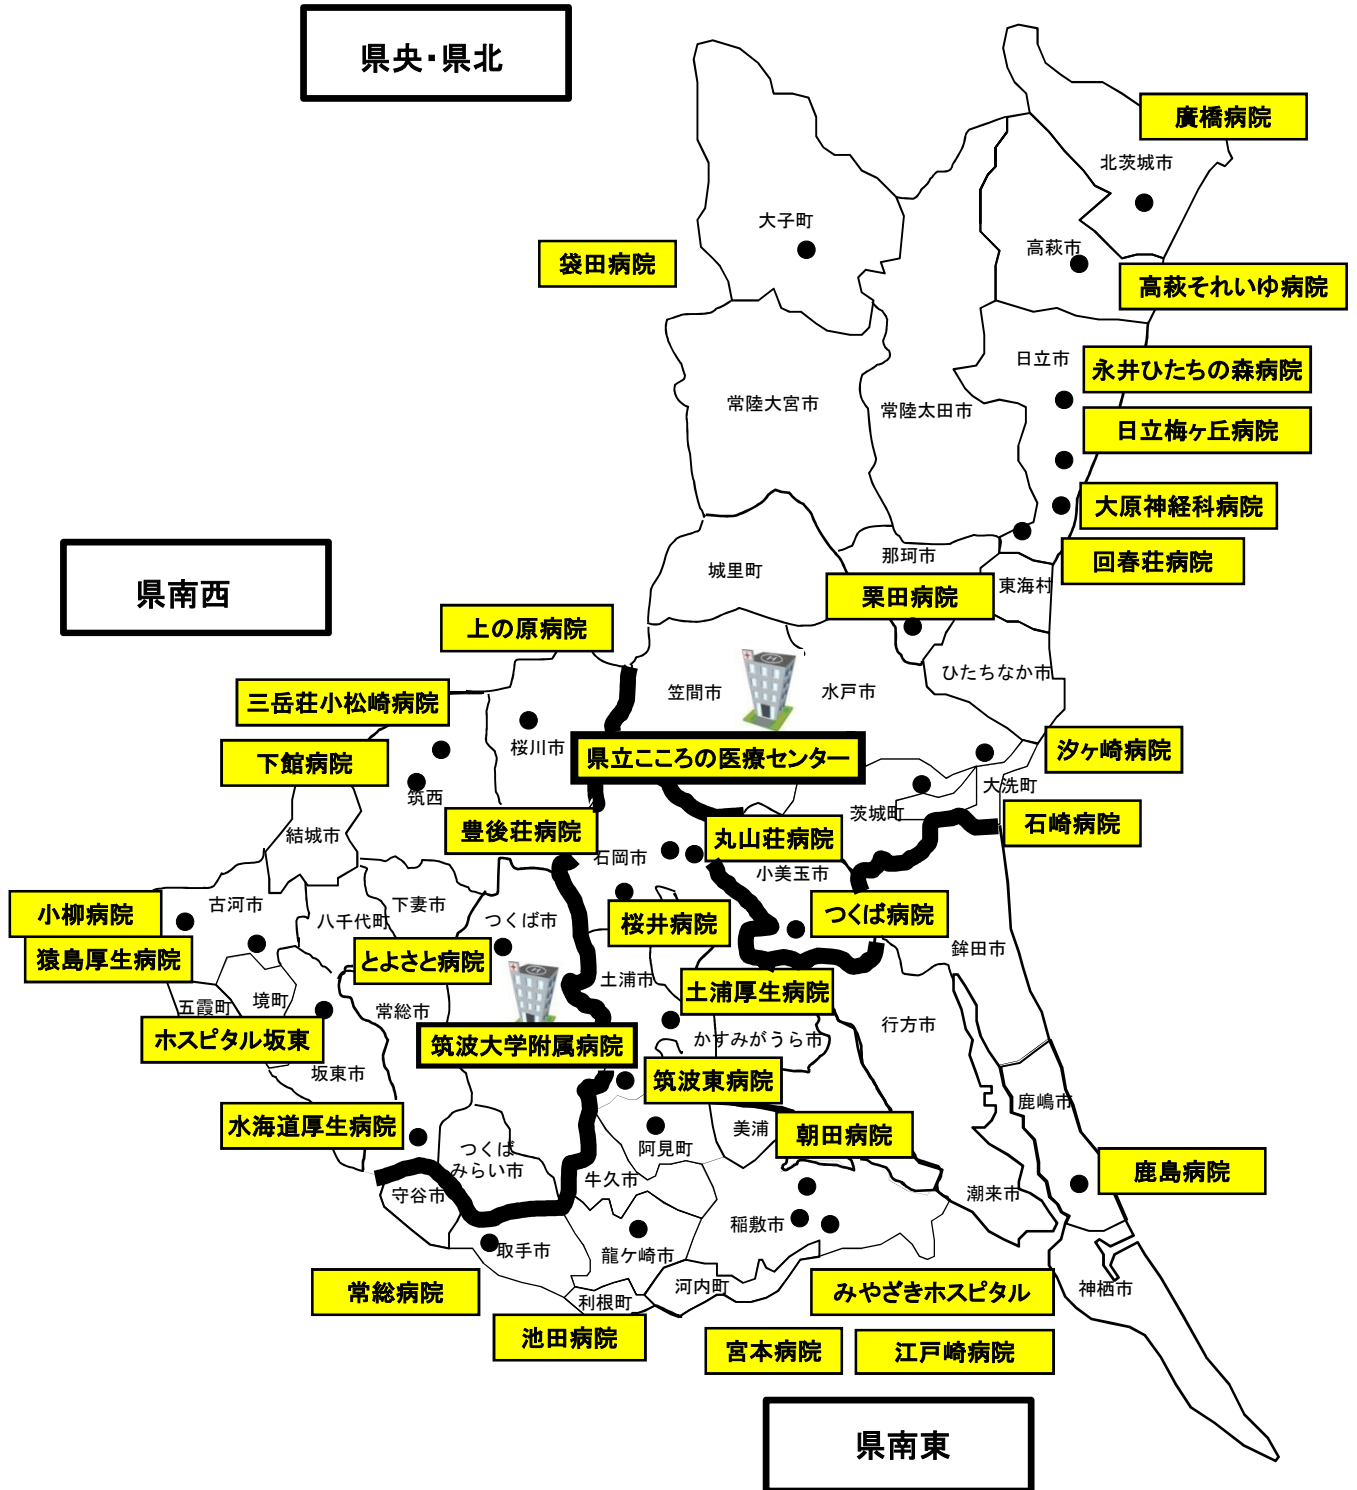 県央・県北
廣橋病院
北茨城市
大子町
高萩市
袋田病院
高萩それいゆ病院
日立市
永井ひたちの森病院
常陸大宮市
常陸太田市
日立梅ヶ丘病院
大原神経科病院
県南西
那珂市
回春荘病院
城里町
東海村
栗田病院
上の原病院
ひたちなか市
三岳荘小松崎病院
笠間市
水戸市
桜川市
県立こころの医療センター
汐ヶ崎病院
下館病院
大洗町
筑西
茨城町
石崎病院
豊後荘病院
丸山荘病院
結城市
石岡市
小美玉市
古河市
下妻市
小柳病院
八千代町
つくば市
桜井病院
つくば病院
猿島厚生病院
とよさと病院
鉾田市
土浦市
土浦厚生病院
五霞町
境町
常総市
行方市
ホスピタル坂東
筑波大学附属病院
かすみがうら市
坂東市
筑波東病院
鹿嶋市
水海道厚生病院
美浦
朝田病院
つくば
みらい市
阿見町
鹿島病院
守谷市
牛久市
潮来市
稲敷市
取手市
龍ケ崎市
河内町
神栖市
常総病院
利根町
みやざきホスピタル
池田病院
宮本病院
江戸崎病院
県南東